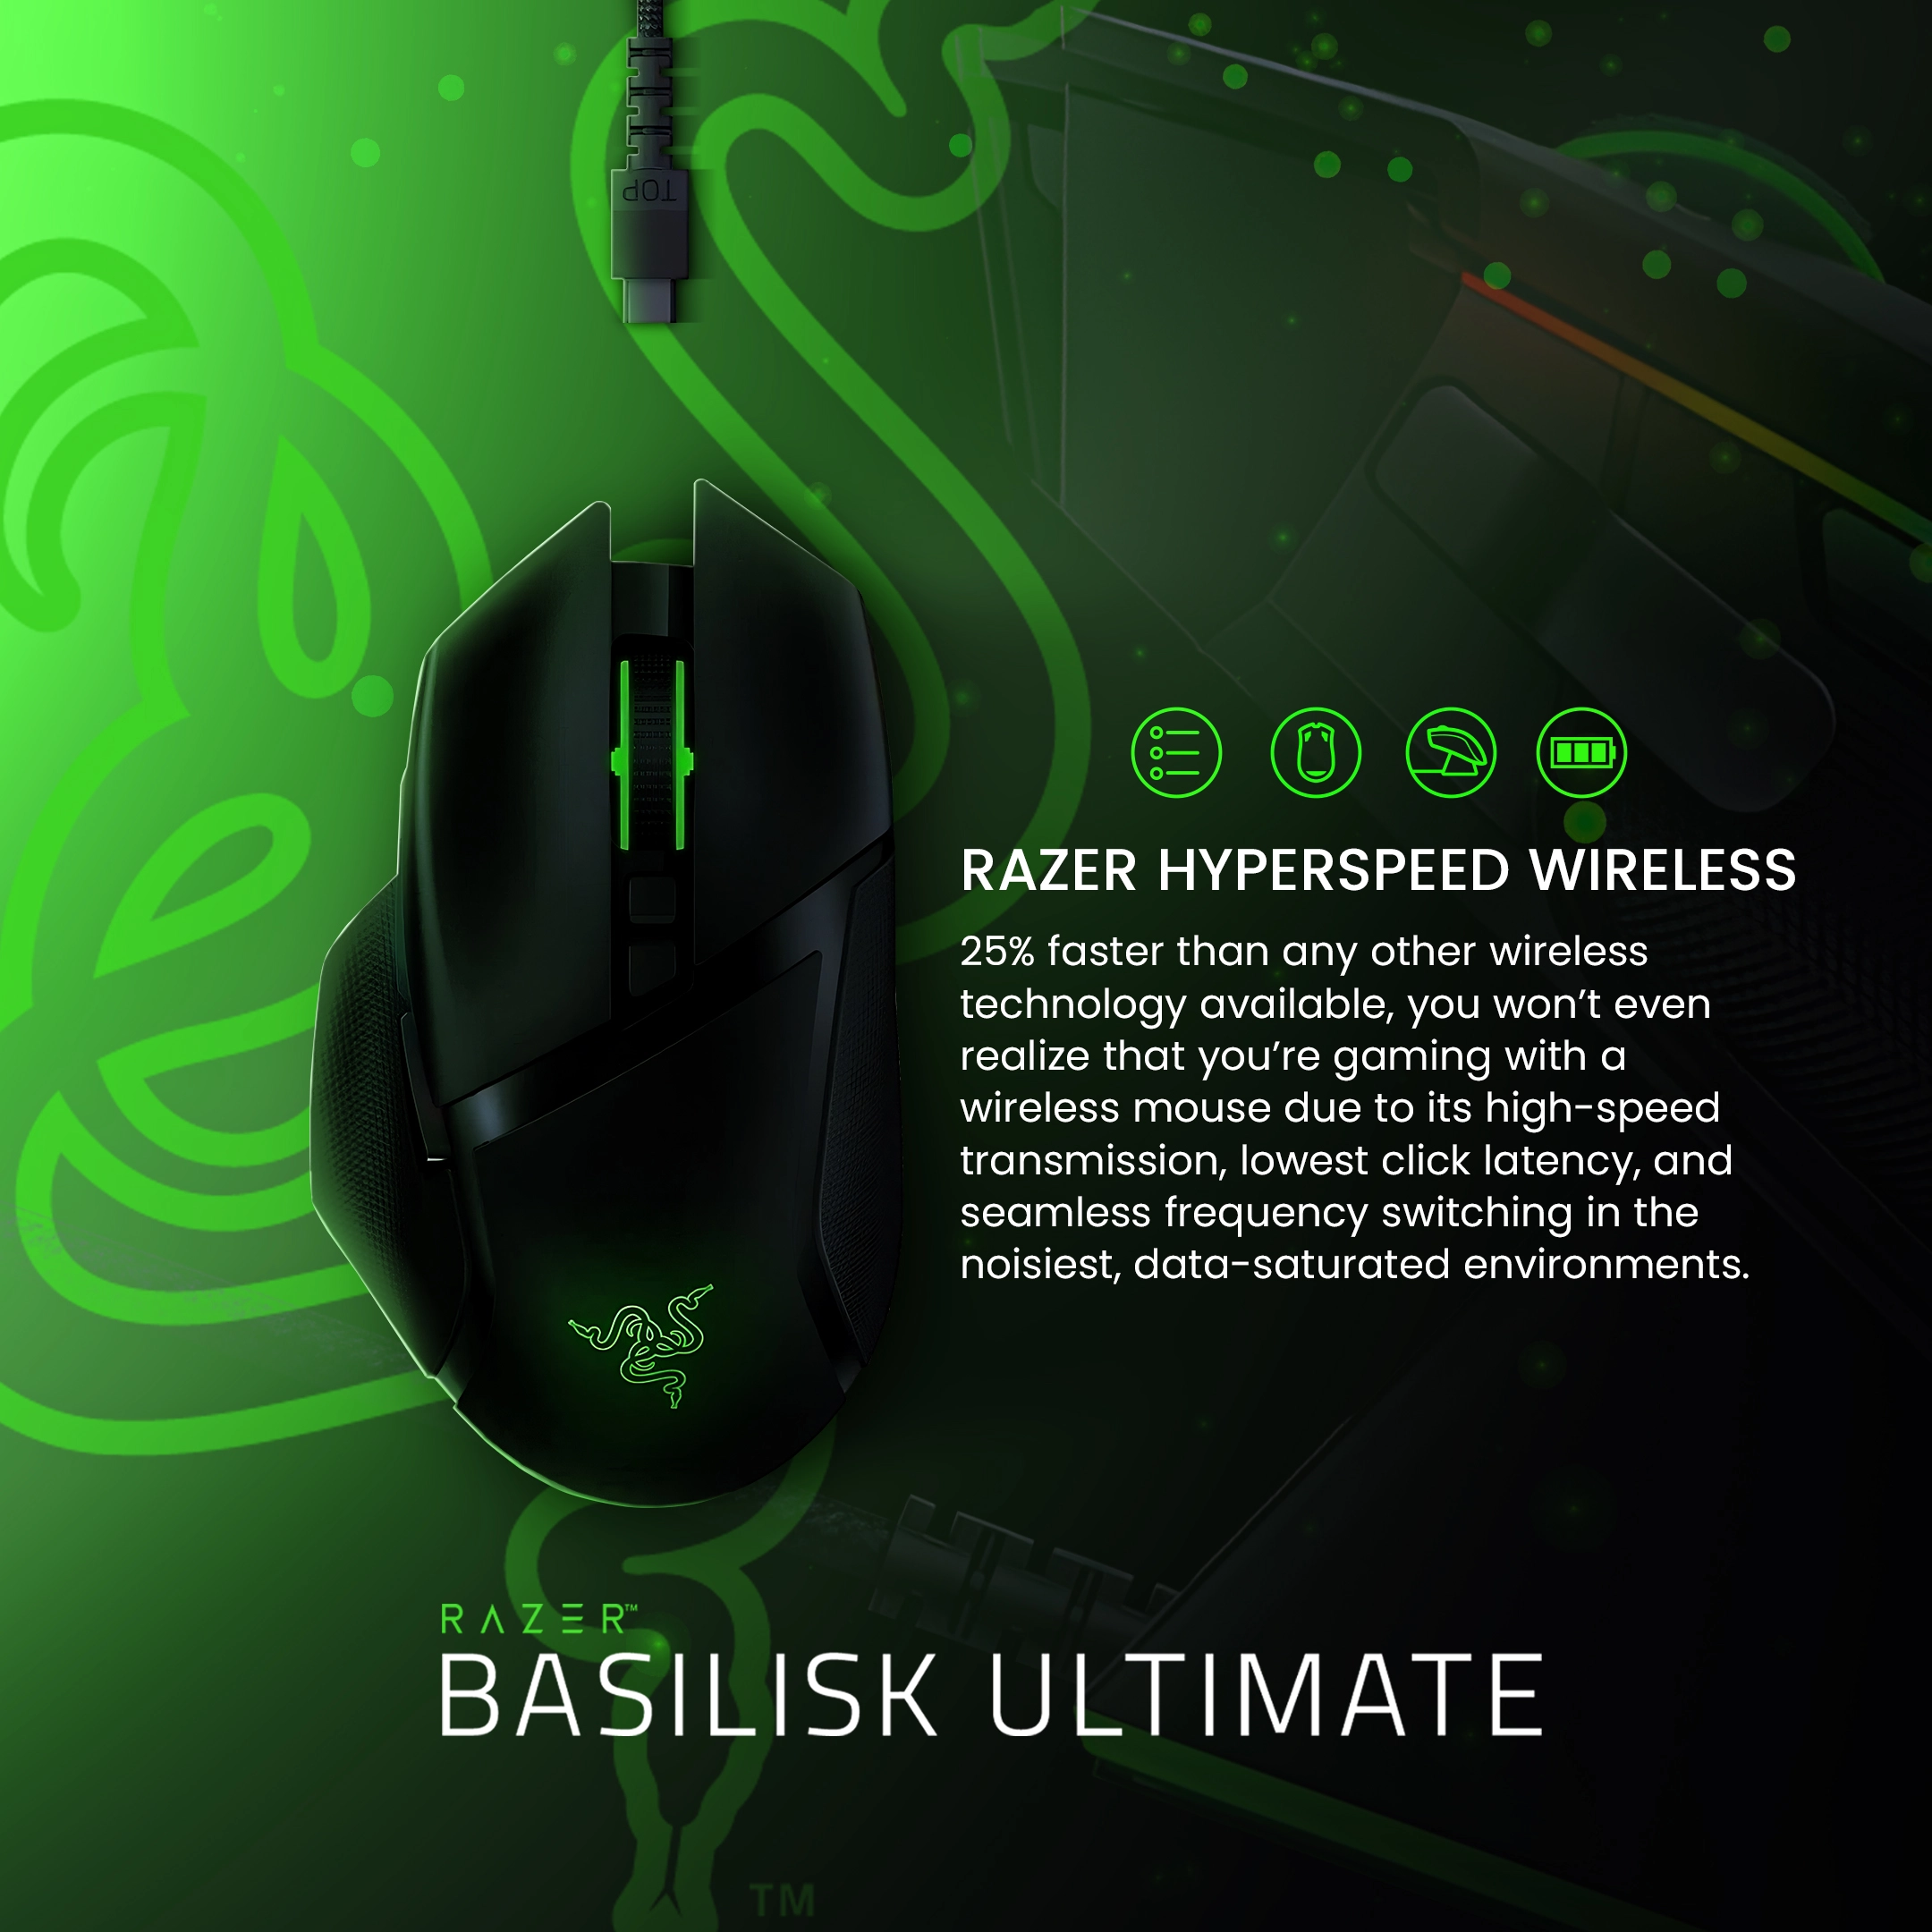 TOP
RAZER HYPERSPEED WIRELESS
25% faster than any other wireless
technology available, you won’t even
realize that you’re gaming with a
wireless mouse due to its high-speed
transmission, lowest click latency, and
seamless frequency switching in the
noisiest, data-saturated environments.
RAZER™
BASILISK ULTIMATE
TM